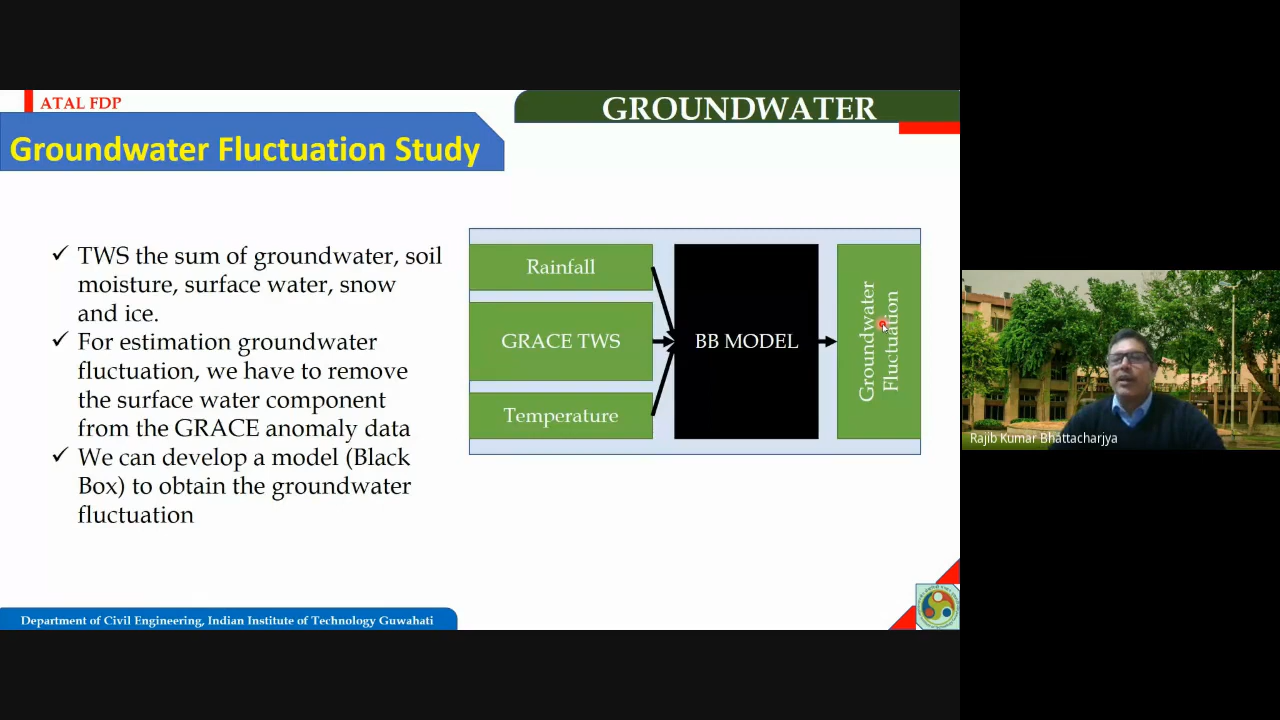 ATAL FDP
GROUNDWATER
Groundwater Fluctuation Study
✓ TWS the sum of groundwater, soil
moisture, surface water, snow
and ice.
✓ For estimation groundwater
fluctuation, we have to remove
the surface water component
from the GRACE anomaly data
✓ We can develop a model (Black
Box) to obtain the groundwater
fluctuation
Rainfall
GRACE TWS
Temperature
BB MODEL
Groundwater
Fluctuation
Rajib Kumar Bhattacharjya
Department of Civil Engineering, Indian Institute of Technology Guwahati